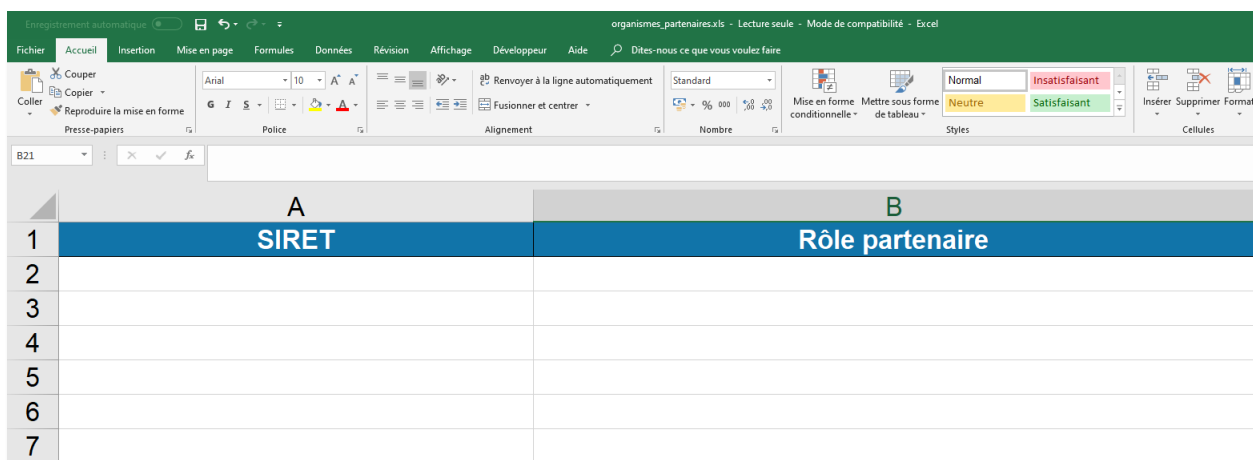 Enregistrement automatique
organismes_partenaires.xls - Lecture seule - Mode de compatibilité - Excel
Fichier Accueil Insertion Mise en page Formules Données Révision Affichage Développeur Aide Dites-nous ce que vous voulez faire
Couper
Copier
Reproduire la mise en forme
Coller
Presse-papiers
Arial 10 A A
G I S A
Police
ab Renvoyer à la ligne automatiquement
Fusionner et centrer
Alignement
Standard
% 000 ,00 ,0
Nombre
Mise en forme conditionnelle
Mettre sous forme de tableau
Normal Insatisfaisant
Neutre Satisfaisant
Styles
Insérer Supprimer Format
Cellules
B21 fx
A B
1 SIRET Rôle partenaire
2
3
4
5
6
7